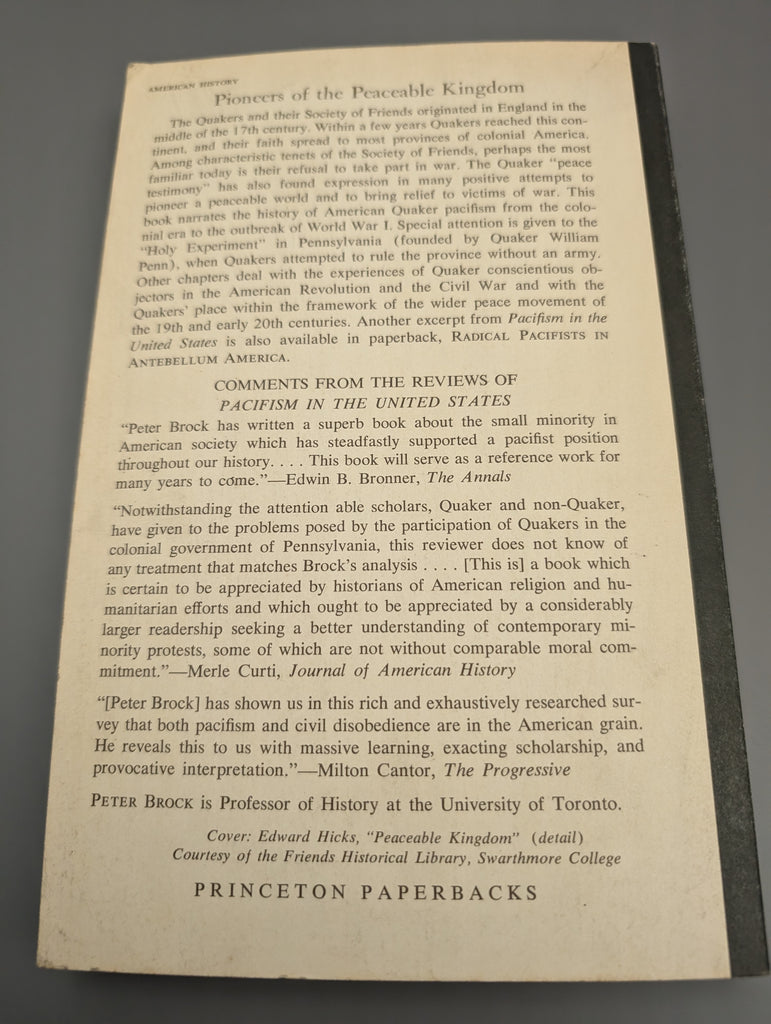 AMERICAN HISTORY
Pioneers of the Peaceable Kingdom
The Quakers and their Society of Friends originated in England in the
middle of the 17th century. Within a few years Quakers reached this con-
tinent, and their faith spread to most provinces of colonial America.
Among characteristic tenets of the Society of Friends, perhaps the most
familiar today is their refusal to take part in war. The Quaker "peace
testimony" has also found expression in many positive attempts to
pioneer a peaceable world and to bring relief to victims of war. This
book narrates the history of American Quaker pacifism from the colo-
nial era to the outbreak of World War I. Special attention is given to the
"Holy Experiment" in Pennsylvania (founded by Quaker William
Penn), when Quakers attempted to rule the province without an army.
Other chapters deal with the experiences of Quaker conscientious ob-
jectors in the American Revolution and the Civil War and with the
Quakers' place within the framework of the wider peace movement of
the 19th and early 20th centuries. Another excerpt from Pacifism in the
United States is also available in paperback, RADICAL PACIFISTS IN
ANTEBELLUM AMERICA.
COMMENTS FROM THE REVIEWS OF
PACIFISM IN THE UNITED STATES
"Peter Brock has written a superb book about the small minority in
American society which has steadfastly supported a pacifist position
throughout our history. . . . This book will serve as a reference work for
many years to come."—Edwin B. Bronner, The Annals
"Notwithstanding the attention able scholars, Quaker and non-Quaker,
have given to the problems posed by the participation of Quakers in the
colonial government of Pennsylvania, this reviewer does not know of
any treatment that matches Brock's analysis . . . . [This is] a book which
is certain to be appreciated by historians of American religion and hu-
manitarian efforts and which ought to be appreciated by a considerably
larger readership seeking a better understanding of contemporary mi-
nority protests, some of which are not without comparable moral com-
mitment."—Merle Curti, Journal of American History
"[Peter Brock] has shown us in this rich and exhaustively researched sur-
vey that both pacifism and civil disobedience are in the American grain.
He reveals this to us with massive learning, exacting scholarship, and
provocative interpretation."—Milton Cantor, The Progressive
PETER BROCK is Professor of History at the University of Toronto.
Cover: Edward Hicks, "Peaceable Kingdom" (detail)
Courtesy of the Friends Historical Library, Swarthmore College
PRINCETON PAPERBACKS